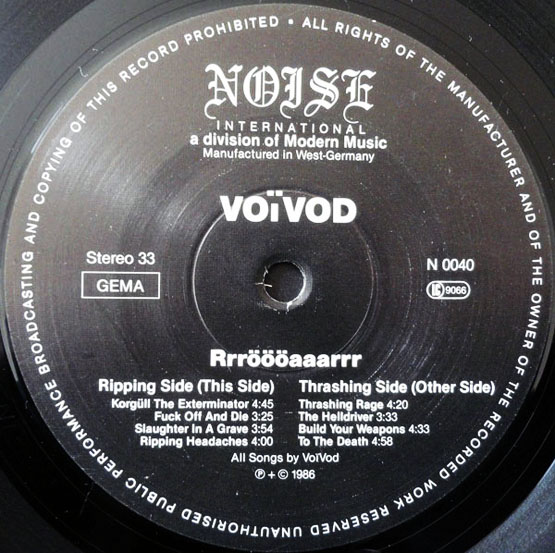 ALL RIGHTS OF THE MANUFACTURER AND OF THE OWNER OF THE RECORDED WORK RESERVED UNAUTHORISED PUBLIC PERFORMANCE BROADCASTING AND COPYING OF THIS RECORD PROHIBITED •
NOISE
INTERNATIONAL
a division of Modern Music
Manufactured in West-Germany
VOïVOD
Stereo 33
GEMA
N 0040
LC 9066
Rrröööaaarrr
Ripping Side (This Side)
Korgüll The Exterminator 4:45
Fuck Off And Die 3:25
Slaughter In A Grave 3:54
Ripping Headaches 4:00
Thrashing Side (Other Side)
Thrashing Rage 4:20
The Helldriver 3:33
Build Your Weapons 4:33
To The Death 4:58
All Songs by VoïVod
℗ + © 1986